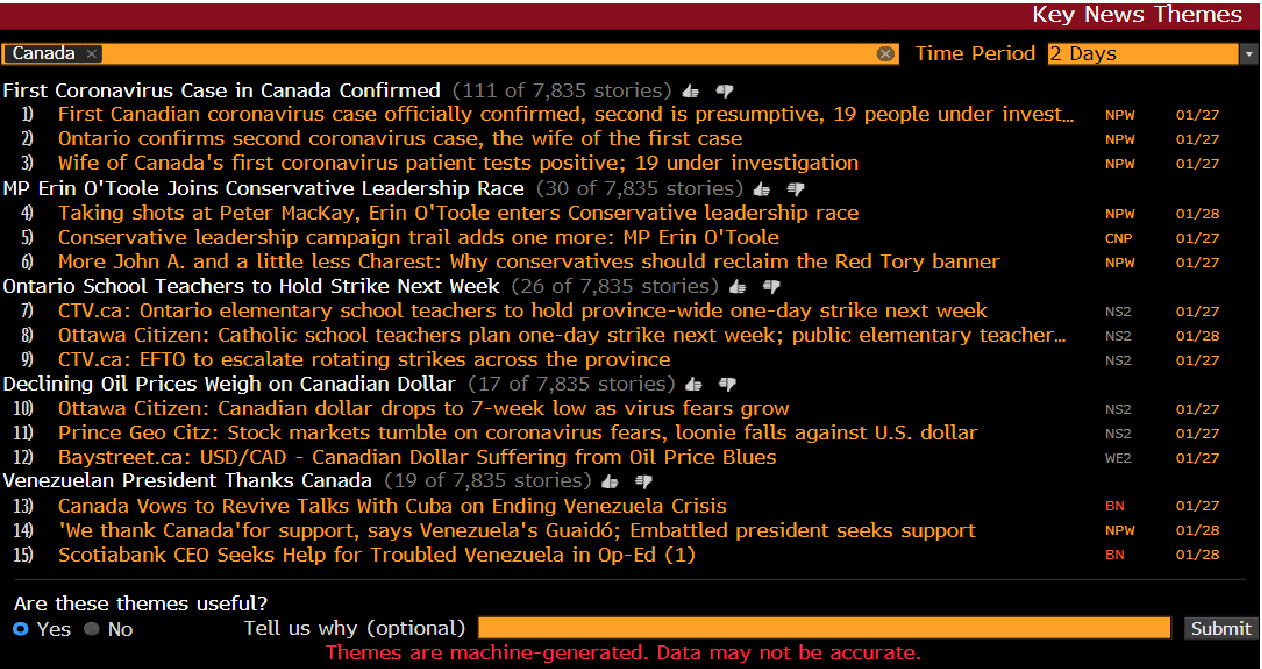 Key News Themes
Canada × Time Period 2 Days
First Coronavirus Case in Canada Confirmed (111 of 7,835 stories)
1) First Canadian coronavirus case officially confirmed, second is presumptive, 19 people under invest... NPW 01/27
2) Ontario confirms second coronavirus case, the wife of the first case NPW 01/27
3) Wife of Canada's first coronavirus patient tests positive; 19 under investigation NPW 01/27
MP Erin O'Toole Joins Conservative Leadership Race (30 of 7,835 stories)
4) Taking shots at Peter MacKay, Erin O'Toole enters Conservative leadership race NPW 01/28
5) Conservative leadership campaign trail adds one more: MP Erin O'Toole CNP 01/27
6) More John A. and a little less Charest: Why conservatives should reclaim the Red Tory banner NPW 01/27
Ontario School Teachers to Hold Strike Next Week (26 of 7,835 stories)
7) CTV.ca: Ontario elementary school teachers to hold province-wide one-day strike next week NS2 01/27
8) Ottawa Citizen: Catholic school teachers plan one-day strike next week; public elementary teacher... NS2 01/28
9) CTV.ca: EFTO to escalate rotating strikes across the province NS2 01/27
Declining Oil Prices Weigh on Canadian Dollar (17 of 7,835 stories)
10) Ottawa Citizen: Canadian dollar drops to 7-week low as virus fears grow NS2 01/27
11) Prince Geo Citz: Stock markets tumble on coronavirus fears, loonie falls against U.S. dollar NS2 01/27
12) Baystreet.ca: USD/CAD - Canadian Dollar Suffering from Oil Price Blues WE2 01/27
Venezuelan President Thanks Canada (19 of 7,835 stories)
13) Canada Vows to Revive Talks With Cuba on Ending Venezuela Crisis BN 01/27
14) 'We thank Canada'for support, says Venezuela's Guaidó; Embattled president seeks support NPW 01/28
15) Scotiabank CEO Seeks Help for Troubled Venezuela in Op-Ed (1) BN 01/28
Are these themes useful?
Yes No Tell us why (optional) Submit
Themes are machine-generated. Data may not be accurate.